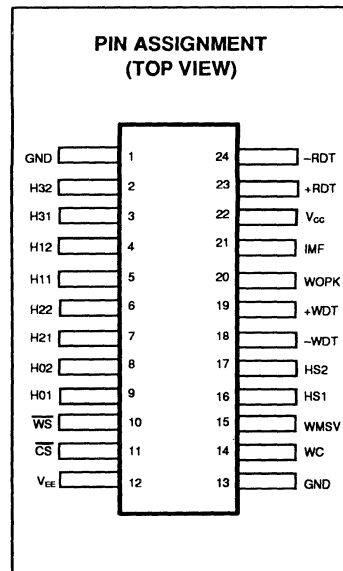 PIN ASSIGNMENT
(TOP VIEW)
GND 1 24 −RDT
H32 2 23 +RDT
H31 3 22 VCC
H12 4 21 IMF
H11 5 20 WOPK
H22 6 19 +WDT
H21 7 18 −WDT
H02 8 17 HS2
H01 9 16 HS1
W̅S̅ 10 15 WMSV
C̅S̅ 11 14 WC
VEE 12 13 GND